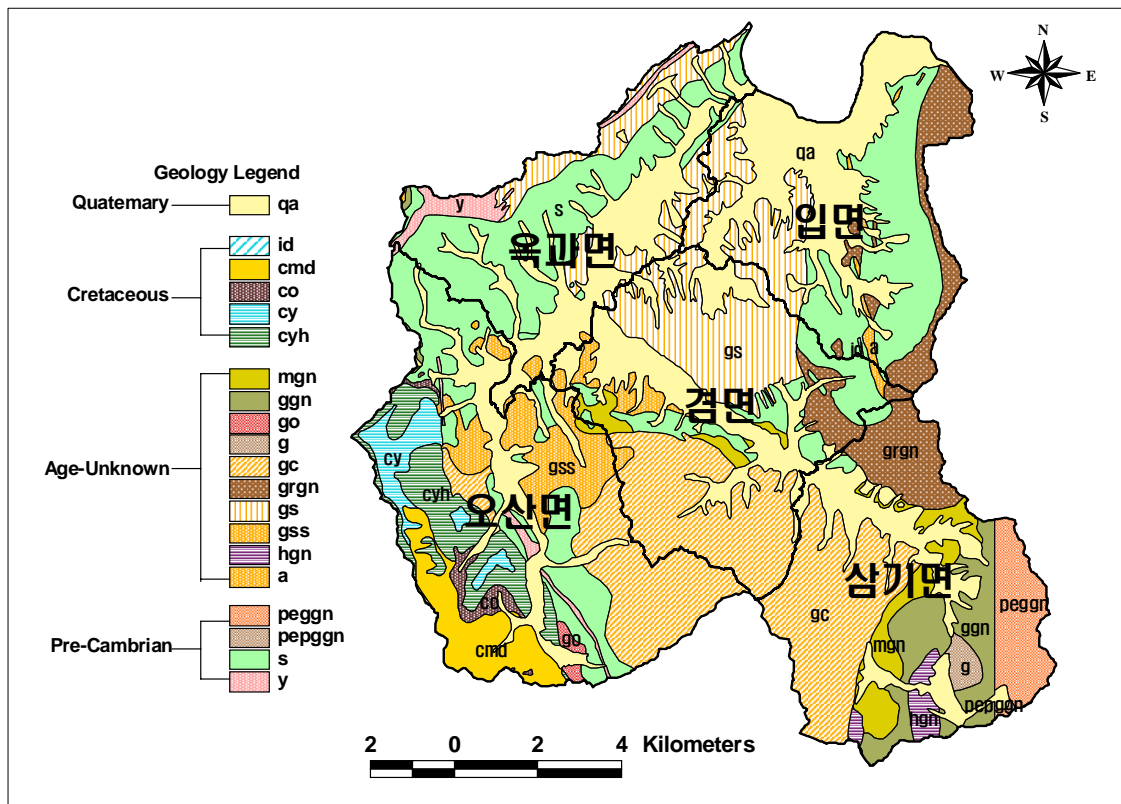 Geology Legend
Quatemary
qa
Cretaceous
id
cmd
co
cy
cyh
Age-Unknown
mgn
ggn
go
g
gc
grgn
gs
gss
hgn
a
Pre-Cambrian
peggn
pepggn
s
y
N
W E
S
qa
y
s
입면
옥과면
gs
id a
겸면
grgn
cy
cyh
gss
오산면
삼기면
gc
peggn
ggn
mgn
co
go
g
cmd
pepggn
hgn
2 0 2 4 Kilometers